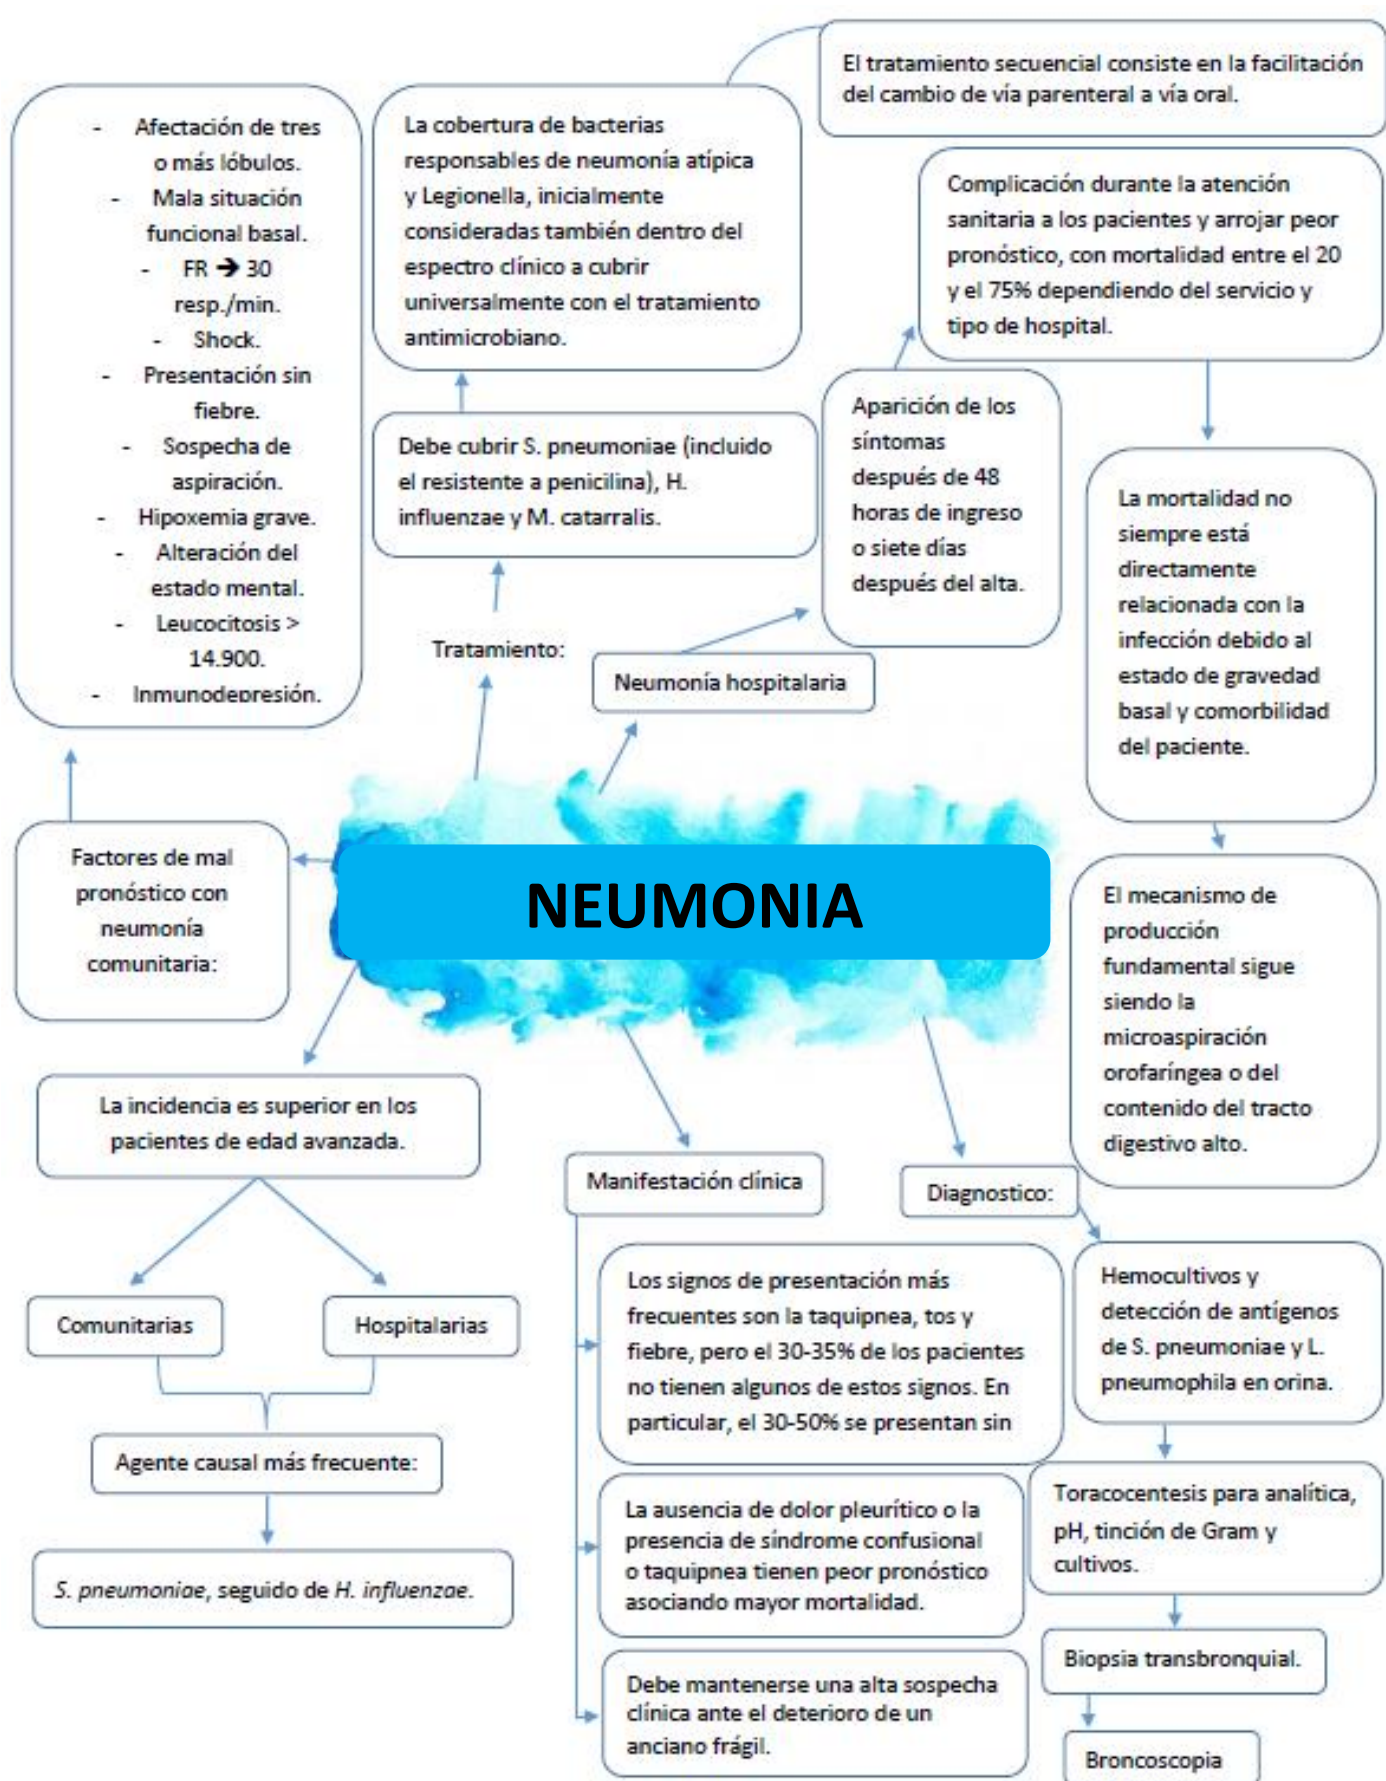 El tratamiento secuencial consiste en la facilitación
del cambio de vía parenteral a vía oral.
- Afectación de tres
o más lóbulos.
- Mala situación
funcional basal.
- FR ➔ 30
resp./min.
- Shock.
- Presentación sin
fiebre.
- Sospecha de
aspiración.
- Hipoxemia grave.
- Alteración del
estado mental.
- Leucocitosis >
14.900.
- Inmunodepresión.
La cobertura de bacterias
responsables de neumonía atípica
y Legionella, inicialmente
consideradas también dentro del
espectro clínico a cubrir
universalmente con el tratamiento
antimicrobiano.
Complicación durante la atención
sanitaria a los pacientes y arrojar peor
pronóstico, con mortalidad entre el 20
y el 75% dependiendo del servicio y
tipo de hospital.
Debe cubrir S. pneumoniae (incluido
el resistente a penicilina), H.
influenzae y M. catarralis.
Aparición de los
síntomas
después de 48
horas de ingreso
o siete días
después del alta.
La mortalidad no
siempre está
directamente
relacionada con la
infección debido al
estado de gravedad
basal y comorbilidad
del paciente.
Tratamiento:
Neumonía hospitalaria
Factores de mal
pronóstico con
neumonía
comunitaria:
NEUMONIA
El mecanismo de
producción
fundamental sigue
siendo la
microaspiración
orofaríngea o del
contenido del tracto
digestivo alto.
La incidencia es superior en los
pacientes de edad avanzada.
Manifestación clínica
Diagnostico:
Comunitarias
Hospitalarias
Los signos de presentación más
frecuentes son la taquipnea, tos y
fiebre, pero el 30-35% de los pacientes
no tienen algunos de estos signos. En
particular, el 30-50% se presentan sin
Hemocultivos y
detección de antígenos
de S. pneumoniae y L.
pneumophila en orina.
Agente causal más frecuente:
La ausencia de dolor pleurítico o la
presencia de síndrome confusional
o taquipnea tienen peor pronóstico
asociando mayor mortalidad.
Toracocentesis para analítica,
pH, tinción de Gram y
cultivos.
S. pneumoniae, seguido de H. influenzae.
Debe mantenerse una alta sospecha
clínica ante el deterioro de un
anciano frágil.
Biopsia transbronquial.
Broncoscopia